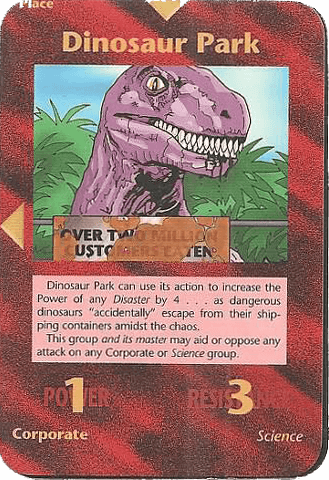 Place
Dinosaur Park
OVER TWO MILLION
CUSTOMERS EATEN
Dinosaur Park can use its action to increase the
Power of any Disaster by 4 . . . as dangerous
dinosaurs "accidentally" escape from their ship-
ping containers amidst the chaos.
This group and its master may aid or oppose any
attack on any Corporate or Science group.
POWER
1
RESISTANCE
3
Corporate
Science